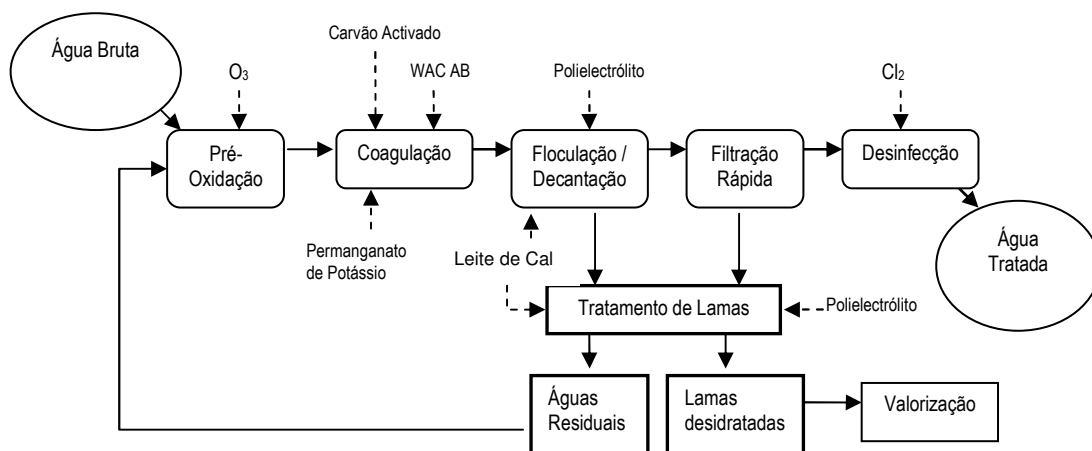 Água Bruta
O₃
Carvão Activado
WAC AB
Polielectrólito
Cl₂
Pré-
Oxidação
Coagulação
Floculação /
Decantação
Filtração
Rápida
Desinfecção
Permanganato
de Potássio
Leite de Cal
Água
Tratada
Tratamento de Lamas
Polielectrólito
Águas
Residuais
Lamas
desidratadas
Valorização